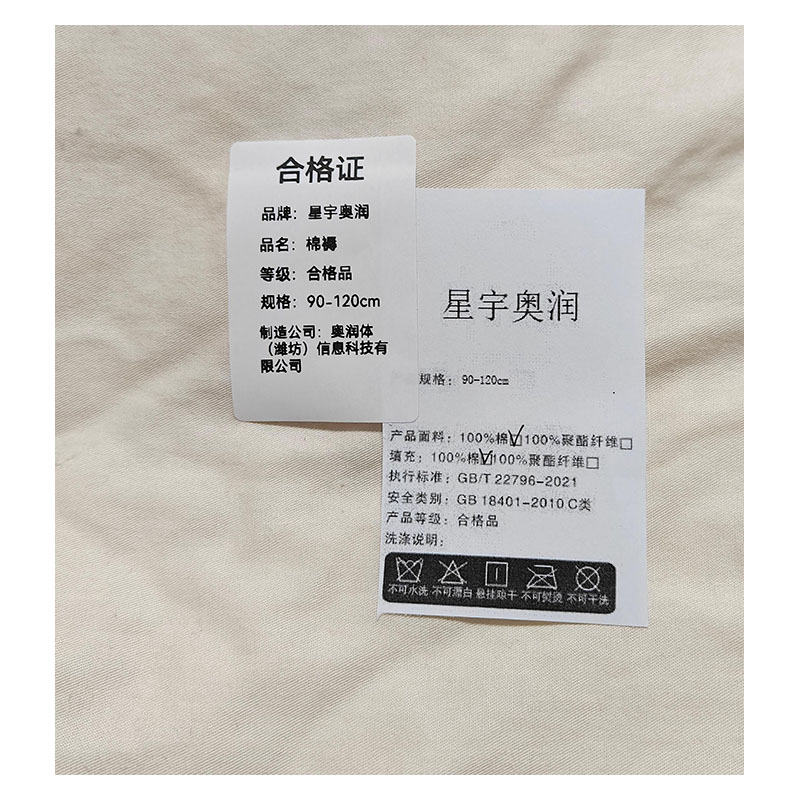 合格证
品牌：星宇奥润
品名：棉褥
等级：合格品
规格：90-120cm
制造公司：奥润体
（潍坊）信息科技有
限公司
星宇奥润
规格：90-120cm
产品面料：100%棉☑100%聚酯纤维□
填充：100%棉☑100%聚酯纤维□
执行标准：GB/T 22796-2021
安全类别：GB 18401-2010 C类
产品等级：合格品
洗涤说明：
不可水洗 不可漂白 悬挂晾干 不可熨烫 不可干洗